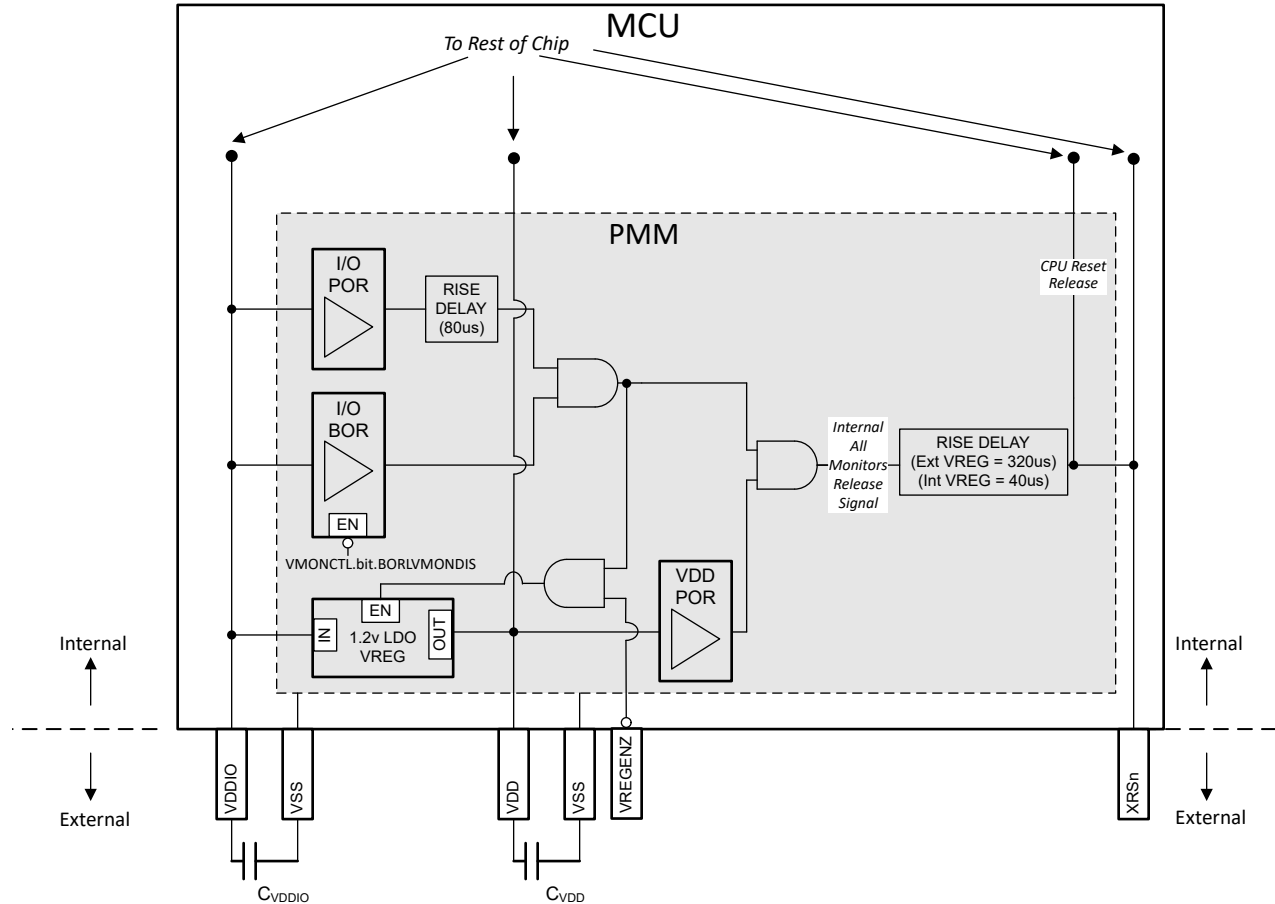 MCU
To Rest of Chip
PMM
I/O
POR
RISE
DELAY
(80us)
CPU Reset
Release
I/O
BOR
EN
VMONCTL.bit.BORLVMONDIS
Internal
All
Monitors
Release
Signal
RISE DELAY
(Ext VREG = 320us)
(Int VREG = 40us)
EN
IN
1.2v LDO
VREG
OUT
VDD
POR
Internal
External
Internal
External
VDDIO
VSS
VDD
VSS
VREGENZ
XRSn
CVDDIO
CVDD